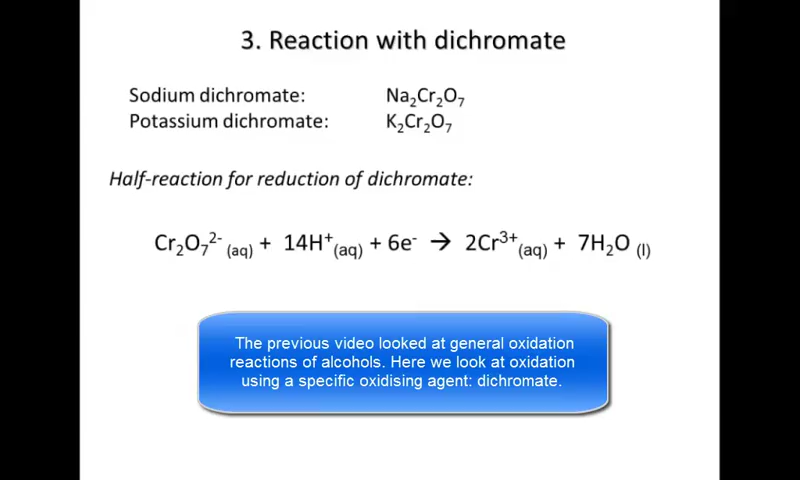 3. Reaction with dichromate
Sodium dichromate: Na₂Cr₂O₇
Potassium dichromate: K₂Cr₂O₇
Half-reaction for reduction of dichromate:
Cr₂O₇²⁻ (aq) + 14H⁺(aq) + 6e⁻ → 2Cr³⁺(aq) + 7H₂O (l)
The previous video looked at general oxidation
reactions of alcohols. Here we look at oxidation
using a specific oxidising agent: dichromate.